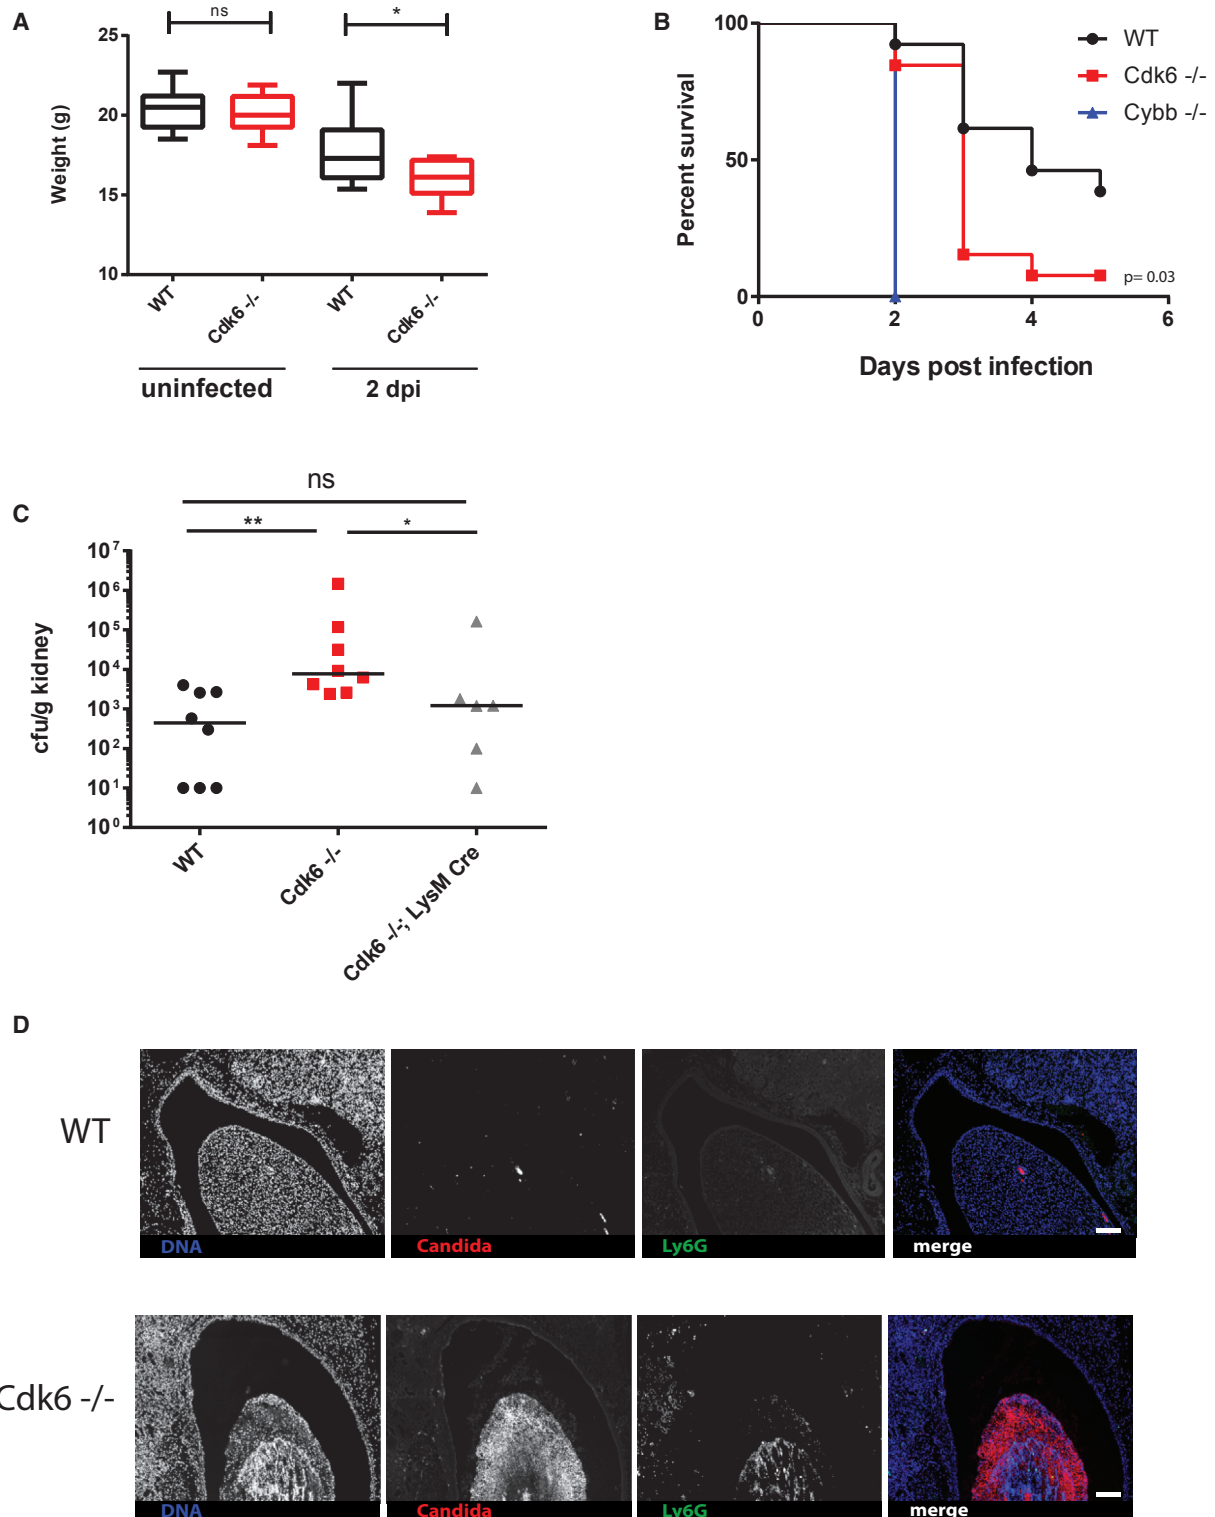 A
ns
*
25
20
15
10
Weight (g)
WT
Cdk6 -/-
WT
Cdk6 -/-
uninfected
2 dpi
B
100
50
0
Percent survival
WT
Cdk6 -/-
Cybb -/-
p= 0.03
0
2
4
6
Days post infection
C
ns
**
*
10⁷
10⁶
10⁵
10⁴
10³
10²
10¹
10⁰
cfu/g kidney
WT
Cdk6 -/-
Cdk6 -/-; LysM Cre
D
WT
DNA
Candida
Ly6G
merge
Cdk6 -/-
DNA
Candida
Ly6G
merge